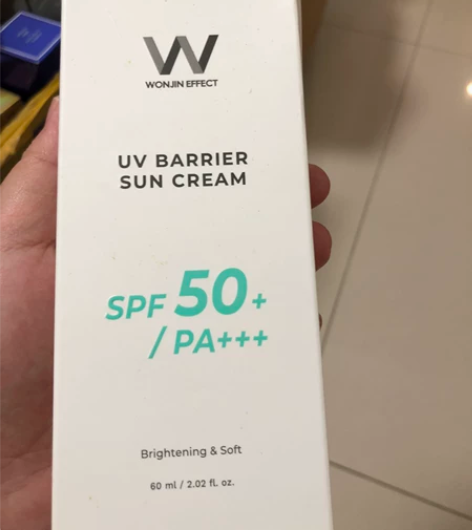 W
WONJIN EFFECT
UV BARRIER
SUN CREAM
SPF 50+
/ PA+++
Brightening & Soft
60 ml / 2.02 fl. oz.